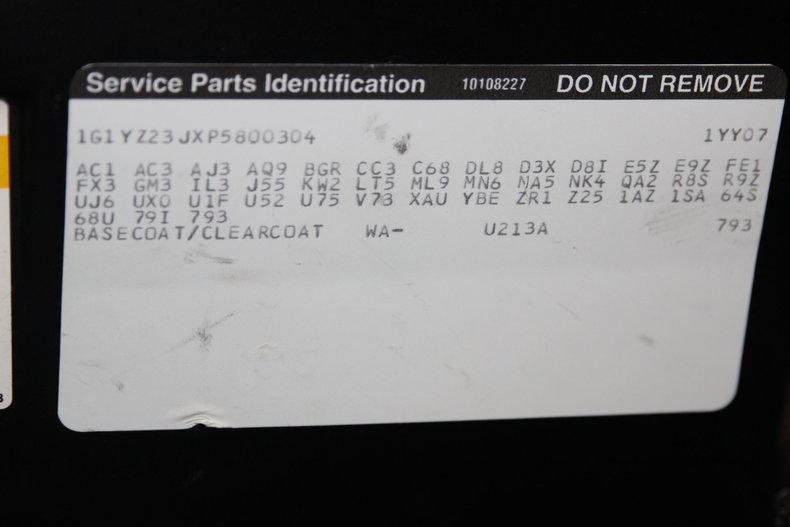 Service Parts Identification 10108227 DO NOT REMOVE
1G1YZ23JXP5800304 1YY07
AC1 AC3 AJ3 AQ9 BGR CC3 C68 DL8 D3X D8I E5Z E9Z FE1
FX3 GM3 IL3 J55 KW2 LT5 ML9 MN6 NA5 NK4 QA2 R8S R9Z
UJ6 UX0 U1F U52 U75 V73 XAU YBE ZR1 Z25 1AZ 1SA 64S
68U 79I 793
BASECOAT/CLEARCOAT WA- U213A 793